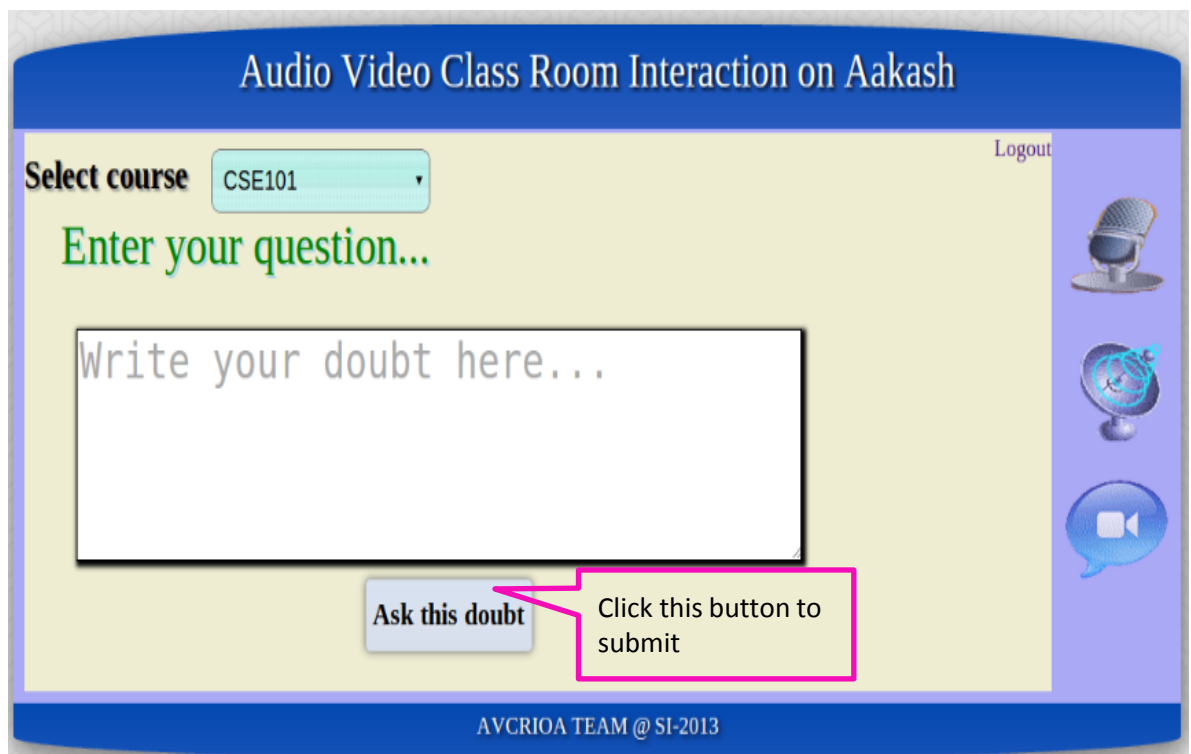 Audio Video Class Room Interaction on Aakash
Logout
Select course
CSE101
Enter your question...
Write your doubt here...
Ask this doubt
Click this button to
submit
AVCRIOA TEAM @ SI-2013